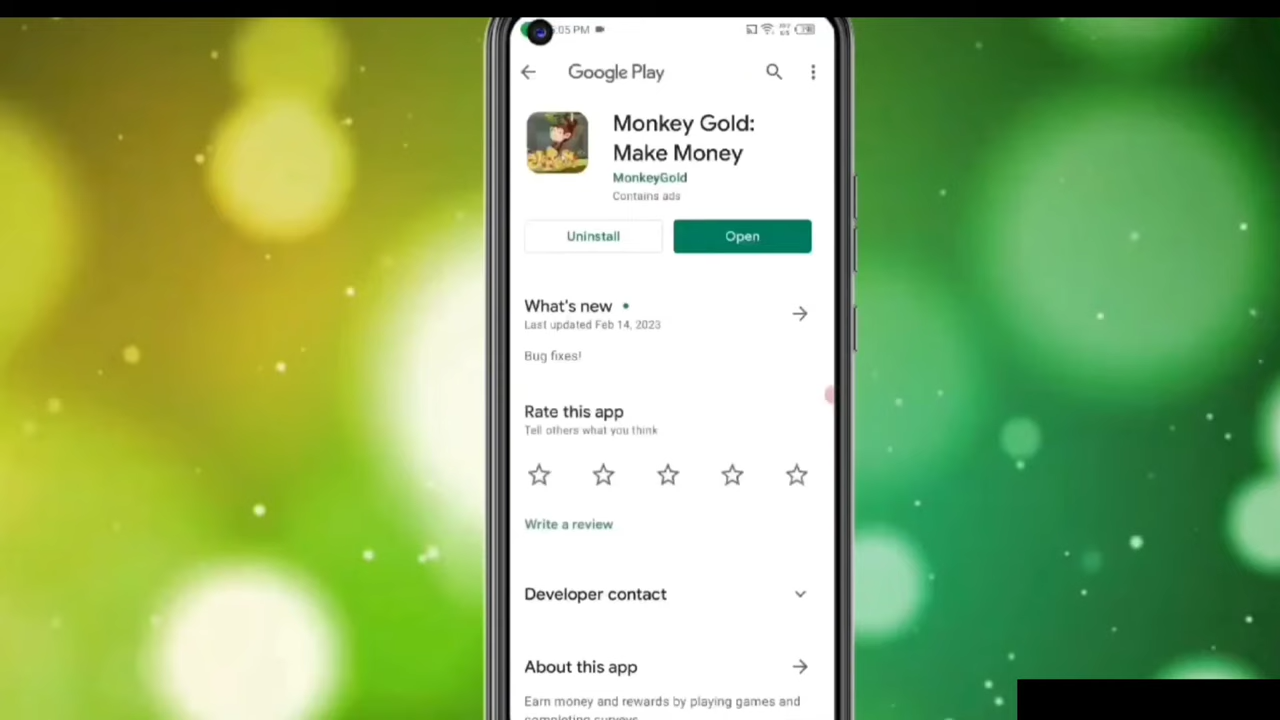 5:05 PM
Google Play
Monkey Gold:
Make Money
MonkeyGold
Contains ads
Uninstall
Open
What's new
Last updated Feb 14, 2023
Bug fixes!
Rate this app
Tell others what you think
Write a review
Developer contact
About this app
Earn money and rewards by playing games and
completing surveys